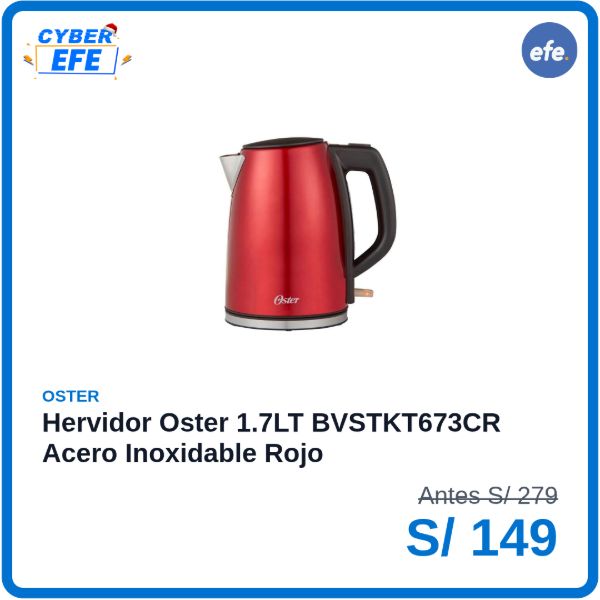 CYBER
EFE
efe.
Oster
OSTER
Hervidor Oster 1.7LT BVSTKT673CR
Acero Inoxidable Rojo
Antes S/ 279
S/ 149